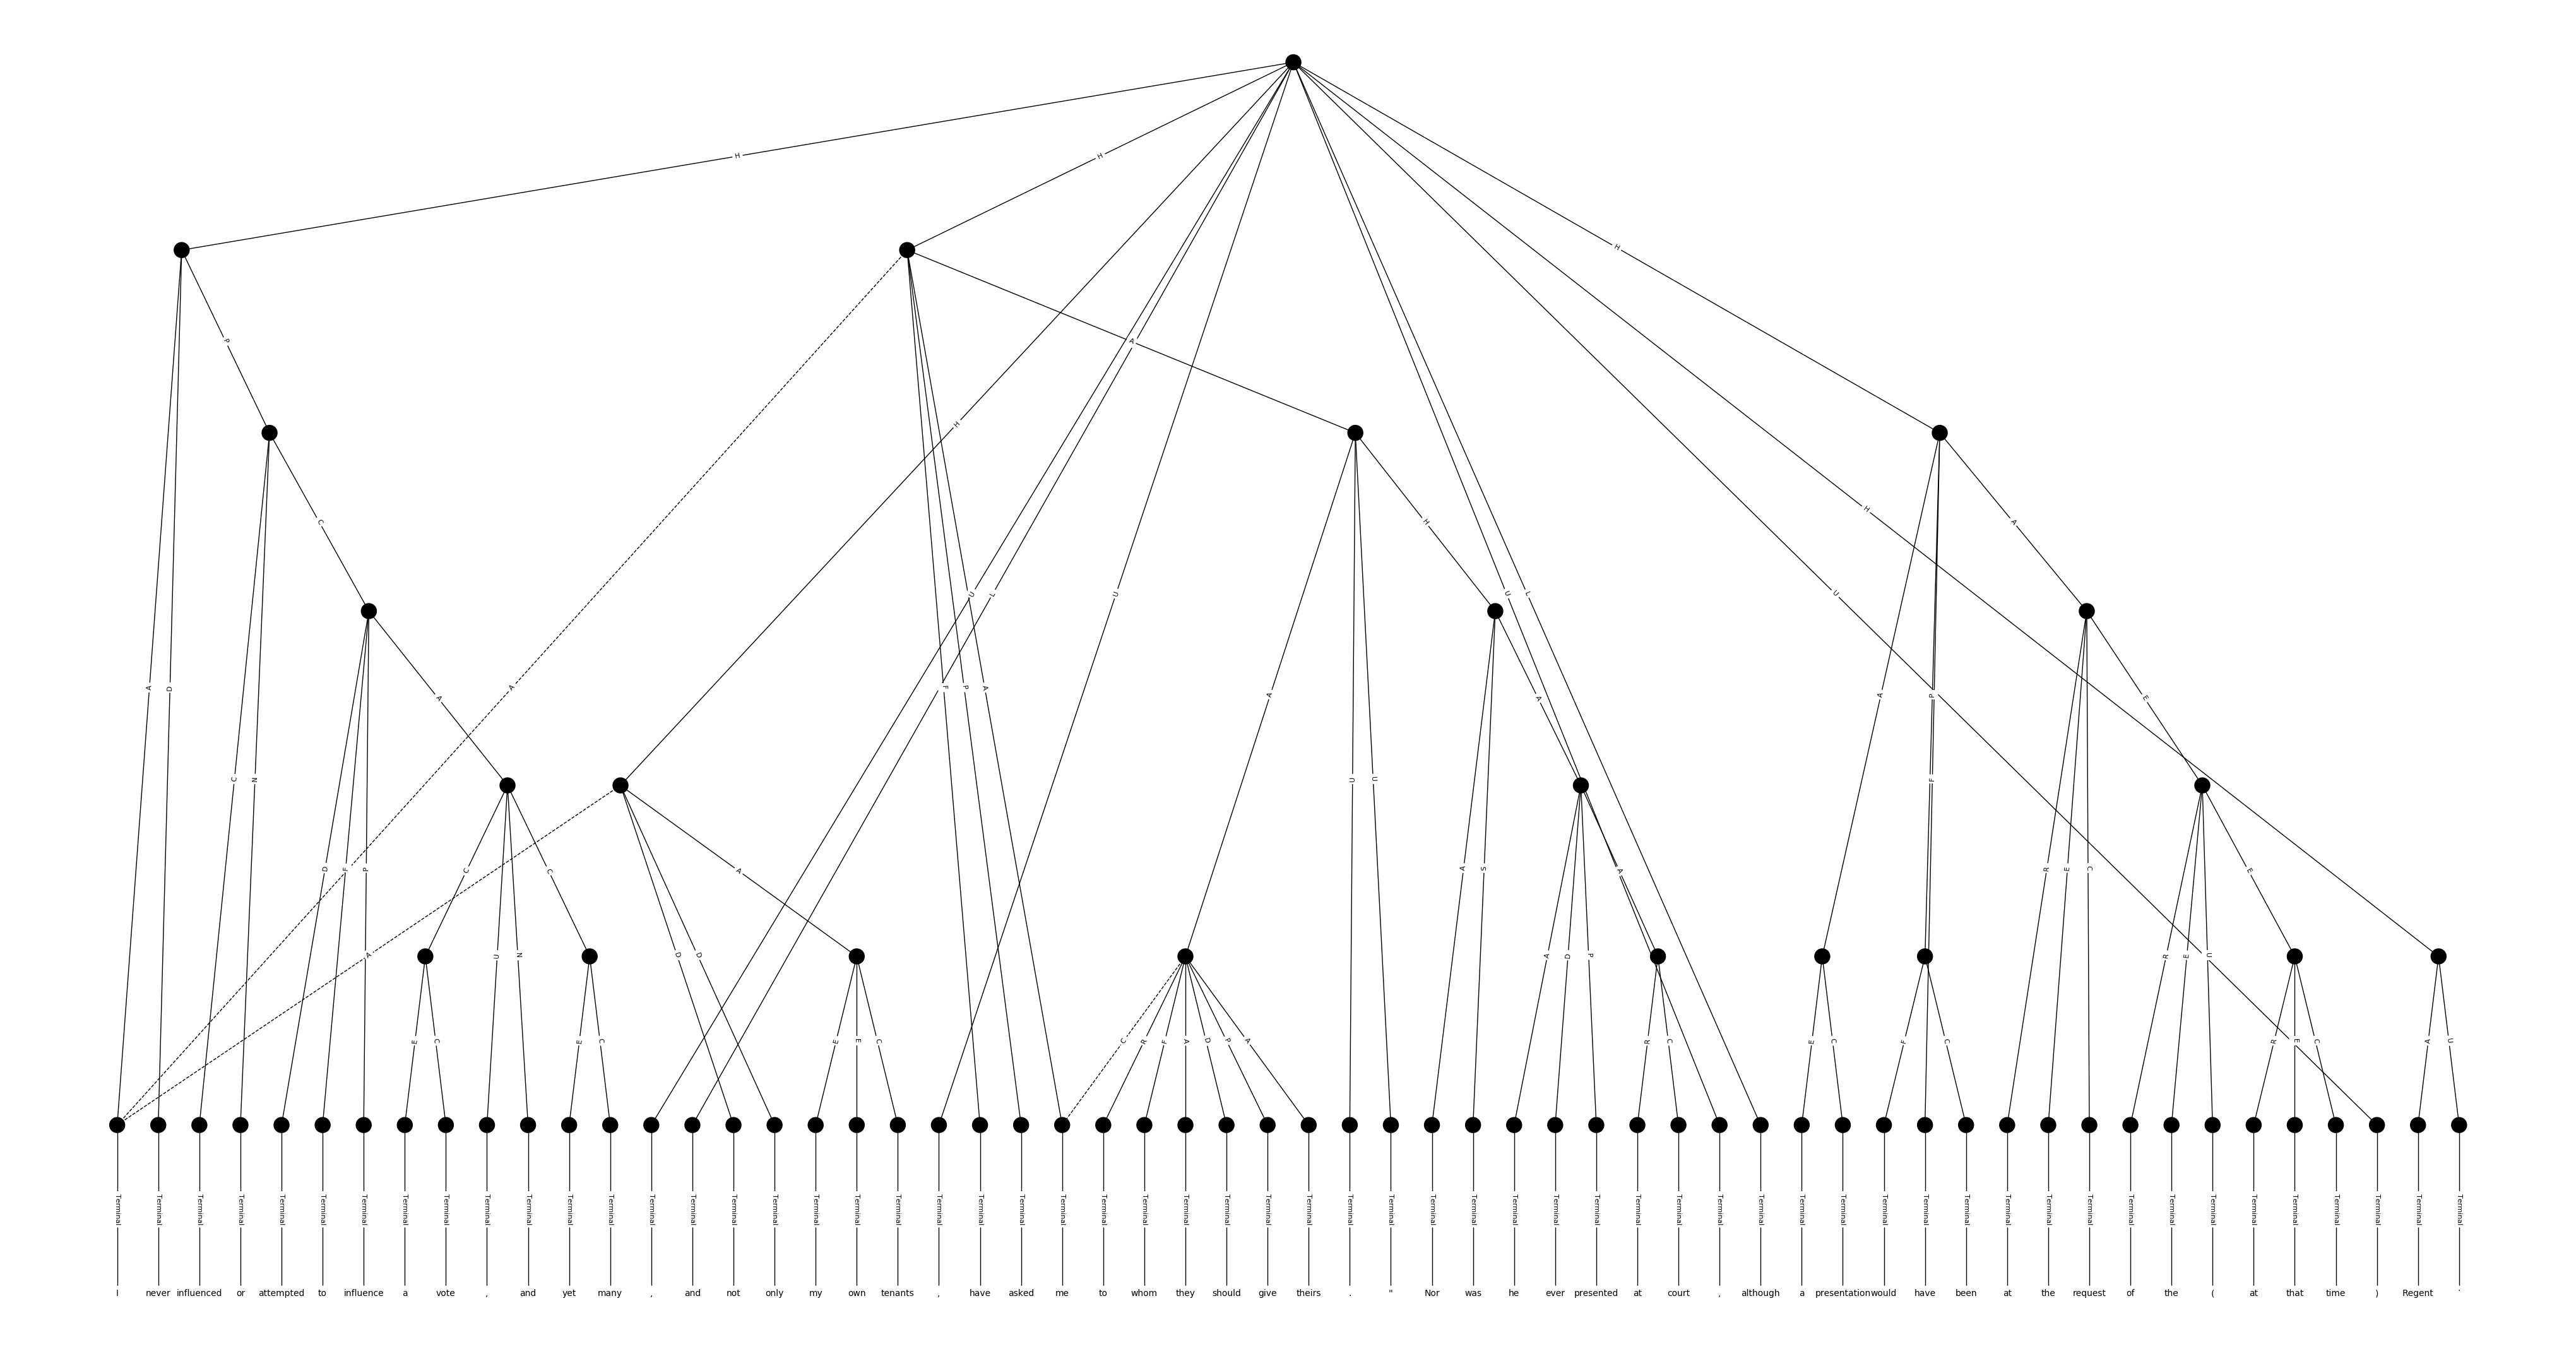 H
H
H
P
A
H
C
H
H
A
U
L
U
U
L
U
A
D
A
F
P
A
A
P
E
A
C
N
U
U
F
D
F
P
C
C
A
A
S
A
R
E
C
E
A
U
N
D
D
A
D
P
R
E
U
E
C
E
C
E
E
C
C
R
F
A
D
P
A
R
C
E
C
F
C
R
E
C
A
U
Terminal Terminal Terminal Terminal Terminal Terminal Terminal Terminal Terminal Terminal Terminal Terminal Terminal Terminal Terminal Terminal Terminal Terminal Terminal Terminal Terminal Terminal Terminal Terminal Terminal Terminal Terminal Terminal Terminal Terminal Terminal Terminal Terminal Terminal Terminal Terminal Terminal Terminal Terminal Terminal Terminal Terminal Terminal Terminal Terminal Terminal Terminal Terminal Terminal Terminal Terminal Terminal Terminal Terminal Terminal Terminal Terminal Terminal
I never influenced or attempted to influence a vote , and yet many , and not only my own tenants , have asked me to whom they should give theirs . " Nor was he ever presented at court , although a presentation would have been at the request of the ( at that time ) Regent .